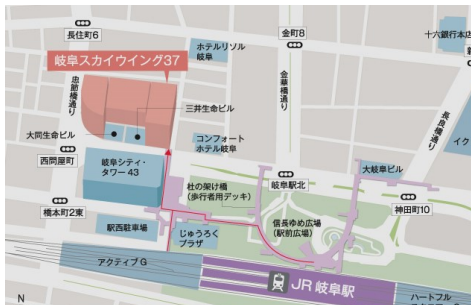 長住町6
金町8
十六銀行本店
ホテルリソル
岐阜
岐阜スカイウイング37
忠節橋通り
金華橋通り
長良橋通り
三井生命ビル
大同生命ビル
コンフォート
ホテル岐阜
イク
西問屋町
岐阜シティ・
タワー43
大岐阜ビル
杜の架け橋
(歩行者用デッキ)
岐阜駅北
橋本町2東
信長ゆめ広場
(駅前広場)
神田町10
駅西駐車場
じゅうろく
プラザ
アクティブG
JR岐阜駅
ハートフル
N